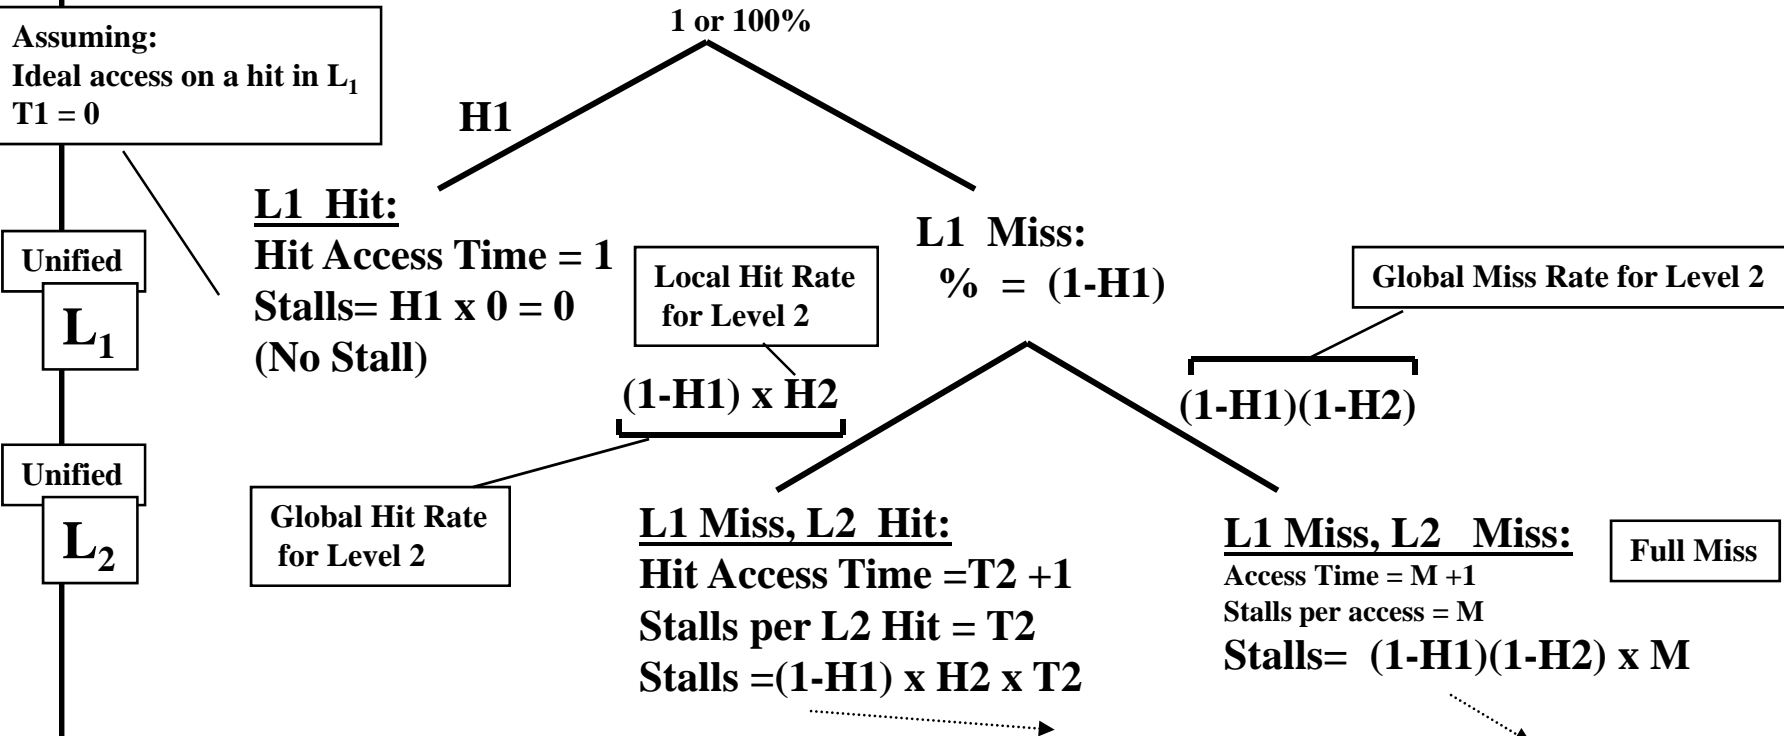 1 or 100%
Assuming:
Ideal access on a hit in L₁
T1 = 0
H1
L1 Hit:
Hit Access Time = 1
Stalls= H1 x 0 = 0
(No Stall)
Unified
L₁
Local Hit Rate
for Level 2
L1 Miss:
% = (1-H1)
Global Miss Rate for Level 2
(1-H1) x H2
(1-H1)(1-H2)
Unified
L₂
Global Hit Rate
for Level 2
L1 Miss, L2 Hit:
Hit Access Time =T2 +1
Stalls per L2 Hit = T2
Stalls =(1-H1) x H2 x T2
L1 Miss, L2 Miss:
Access Time = M +1
Stalls per access = M
Stalls= (1-H1)(1-H2) x M
Full Miss